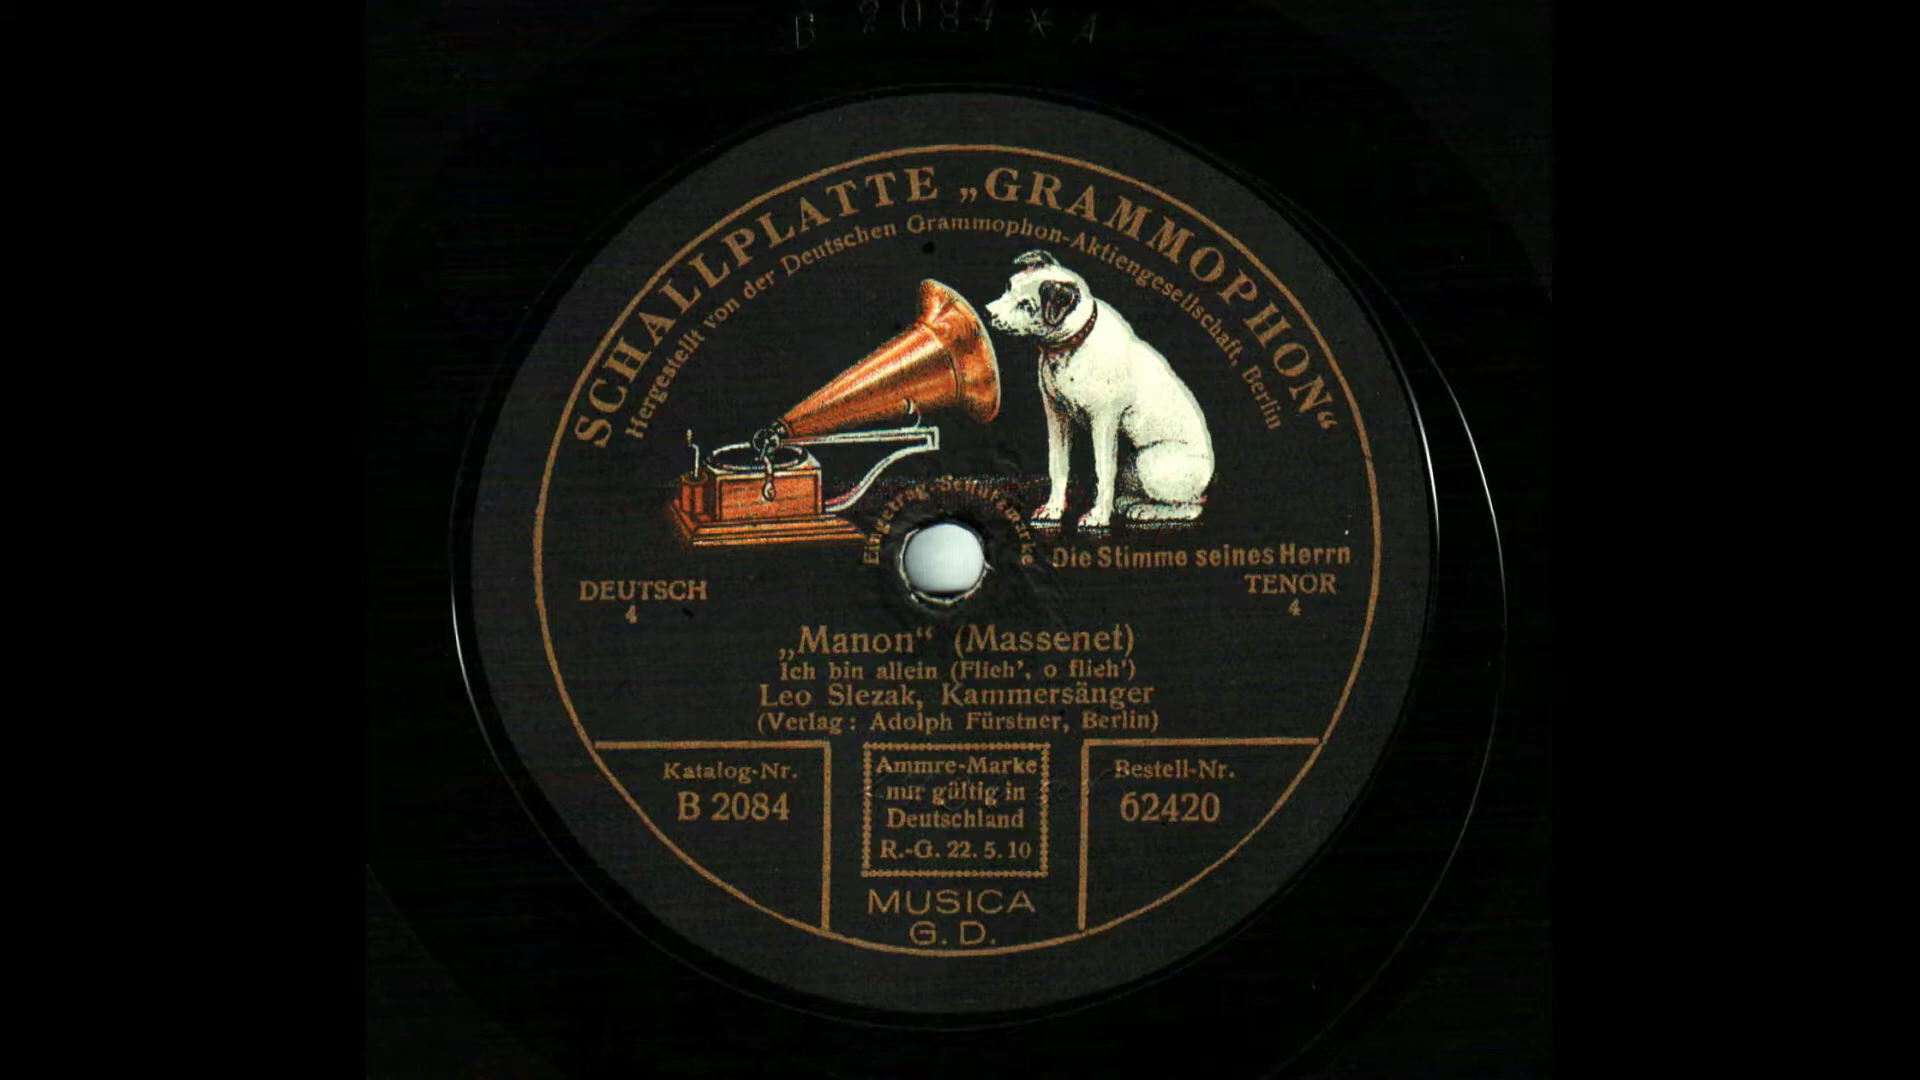 B 2084 * A
SCHALLPLATTE „GRAMMOPHON“
Hergestellt von der Deutschen Grammophon-Aktiengesellschaft, Berlin
Eingetrag. Schutzmarke
Die Stimme seines Herrn
DEUTSCH
4
TENOR
4
„Manon“ (Massenet)
Ich bin allein (Flieh', o flieh')
Leo Slezak, Kammersänger
(Verlag: Adolph Fürstner, Berlin)
Katalog-Nr.
B 2084
Ammre-Marke
nur gültig in
Deutschland
R.-G. 22. 5. 10
Bestell-Nr.
62420
MUSICA
G. D.